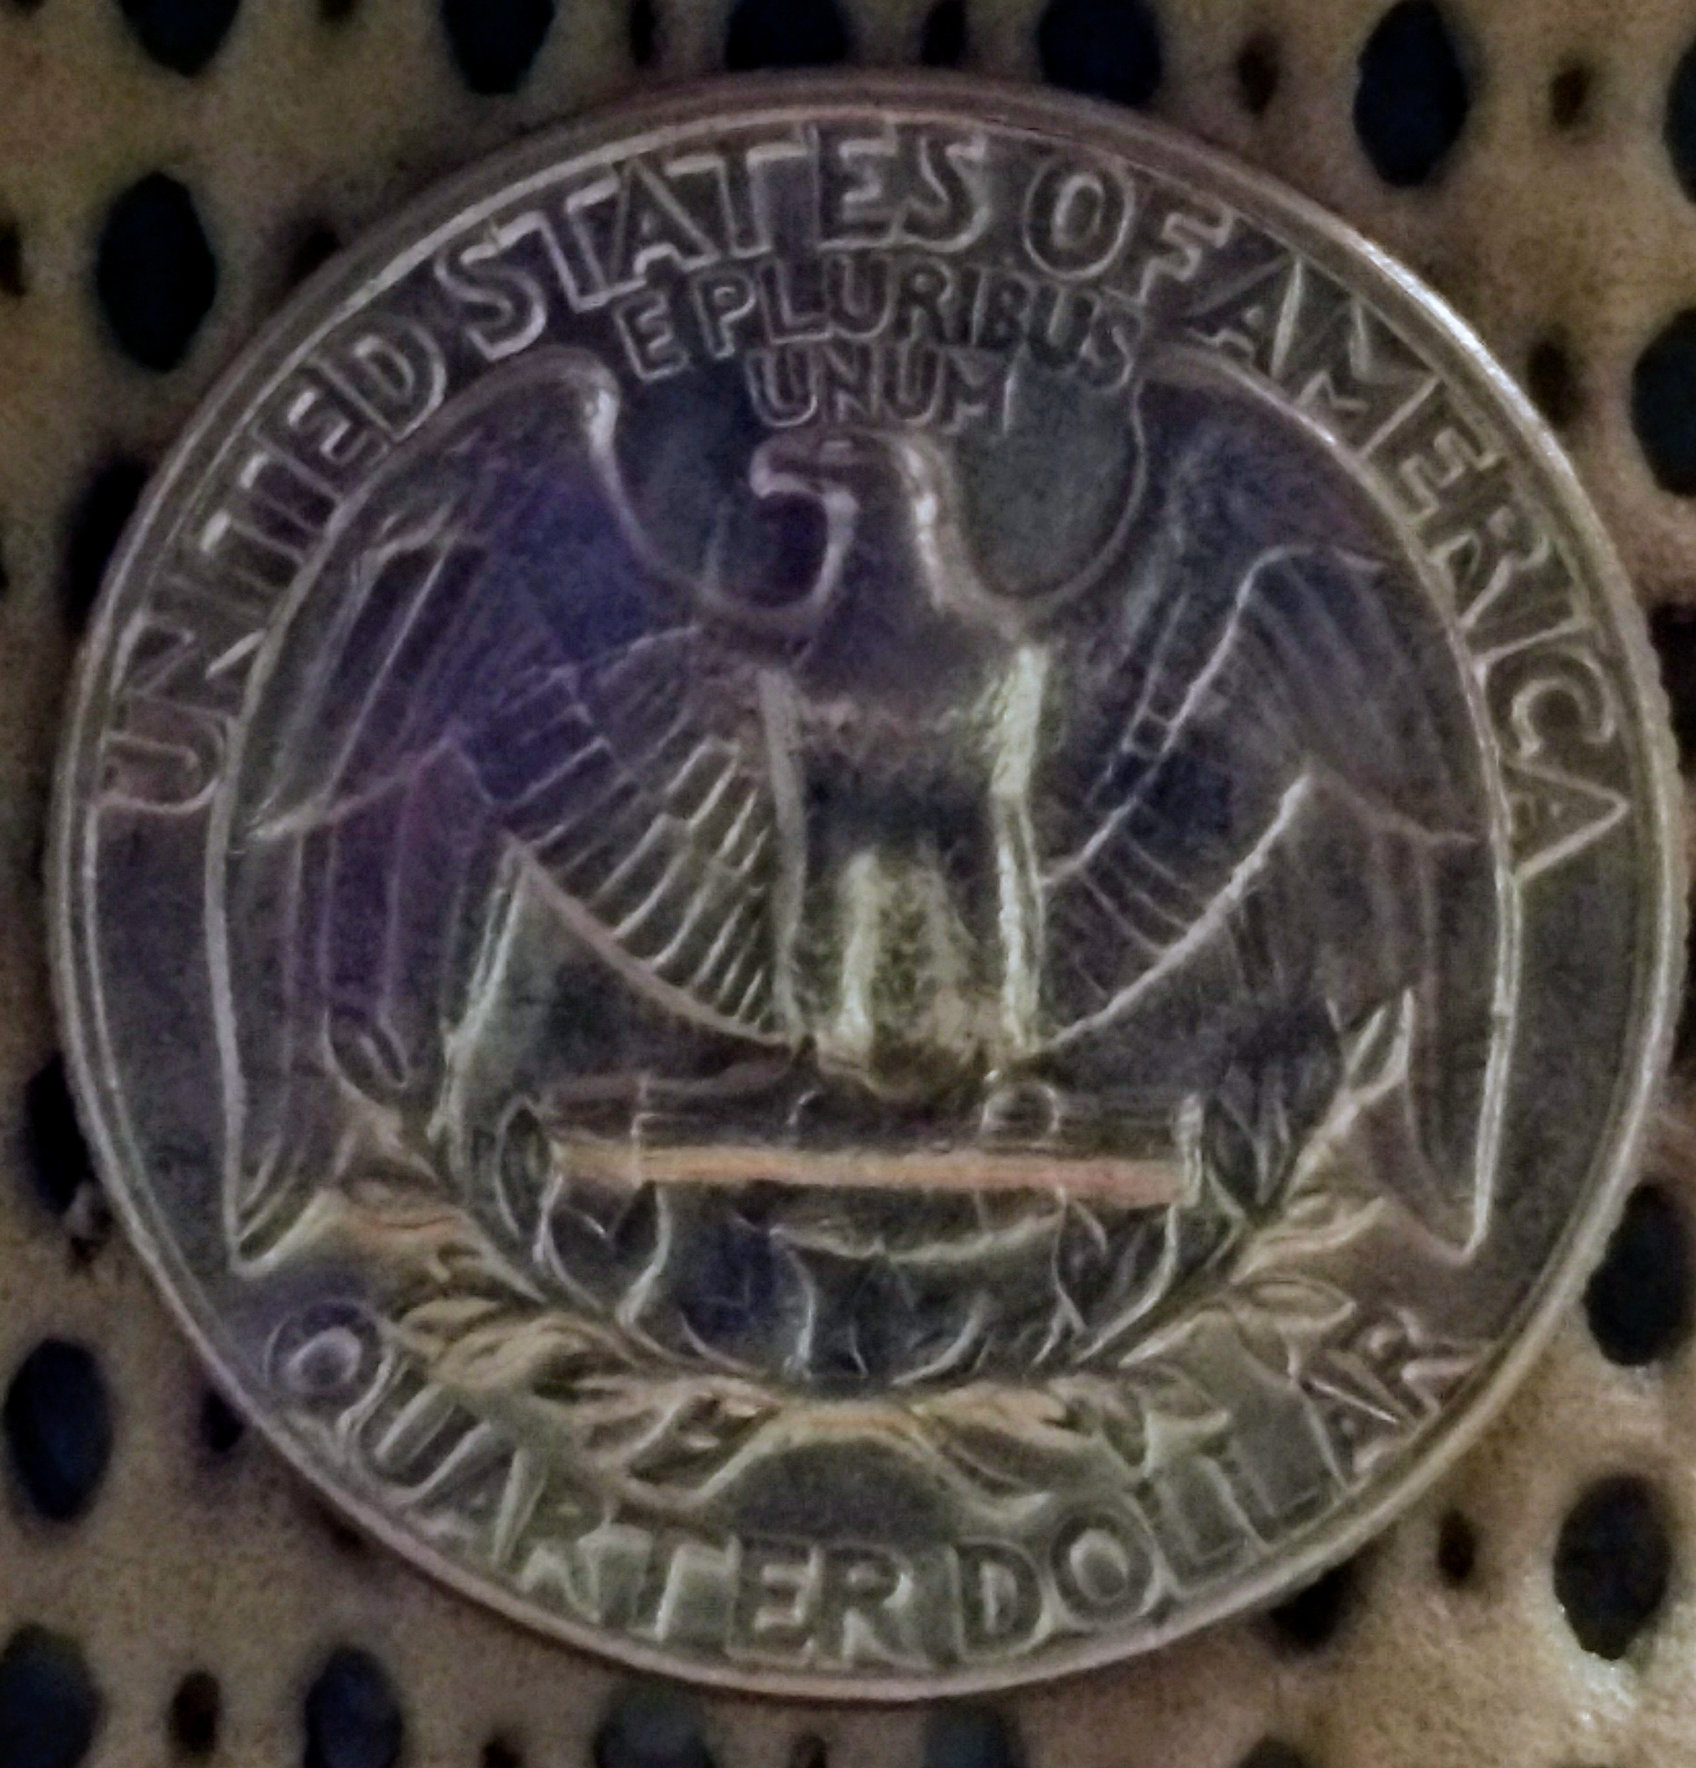 UNITED STATES OF AMERICA
E PLURIBUS
UNUM
QUARTER DOLLAR